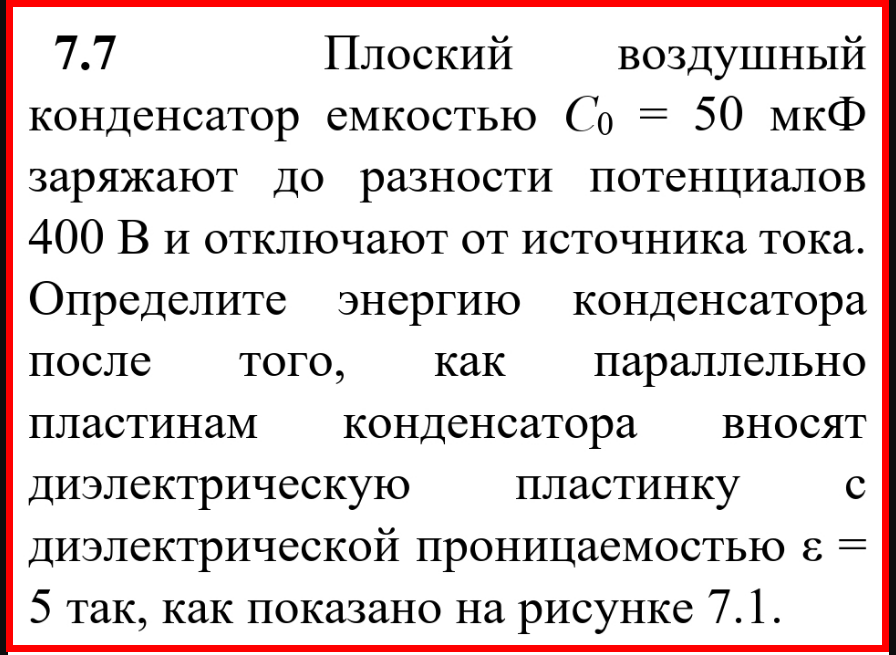 7.7 Плоский воздушный
конденсатор емкостью C0 = 50 мкФ
заряжают до разности потенциалов
400 В и отключают от источника тока.
Определите энергию конденсатора
после того, как параллельно
пластинам конденсатора вносят
диэлектрическую пластинку с
диэлектрической проницаемостью ε =
5 так, как показано на рисунке 7.1.